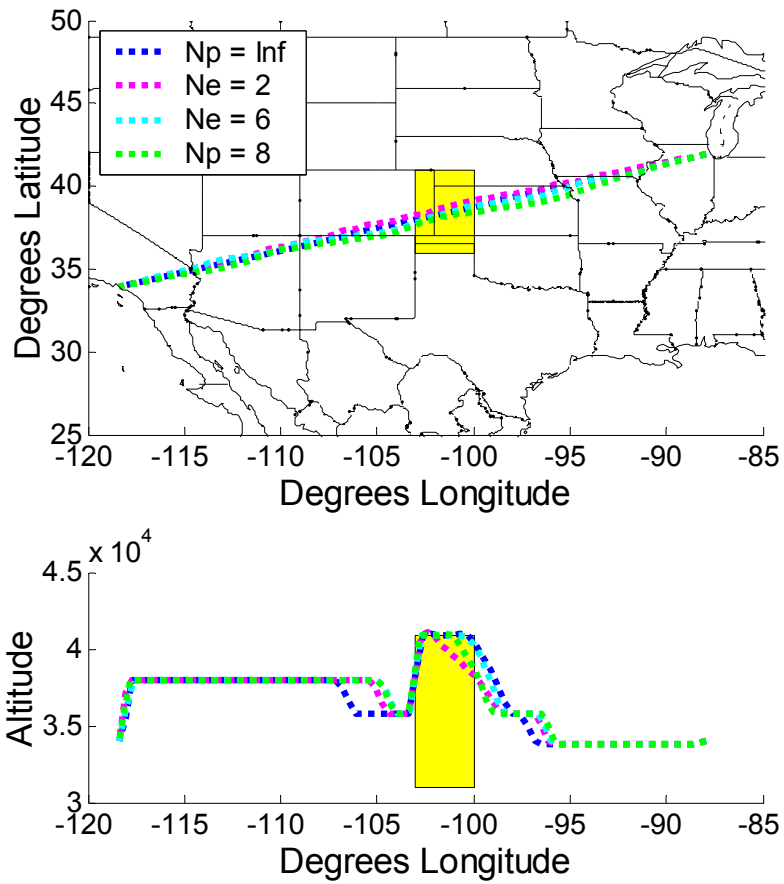 50
45
40
35
30
25
Degrees Latitude
Np = Inf
Ne = 2
Ne = 6
Np = 8
-120 -115 -110 -105 -100 -95 -90 -85
Degrees Longitude
x 10^4
4.5
4
3.5
3
Altitude
-120 -115 -110 -105 -100 -95 -90 -85
Degrees Longitude